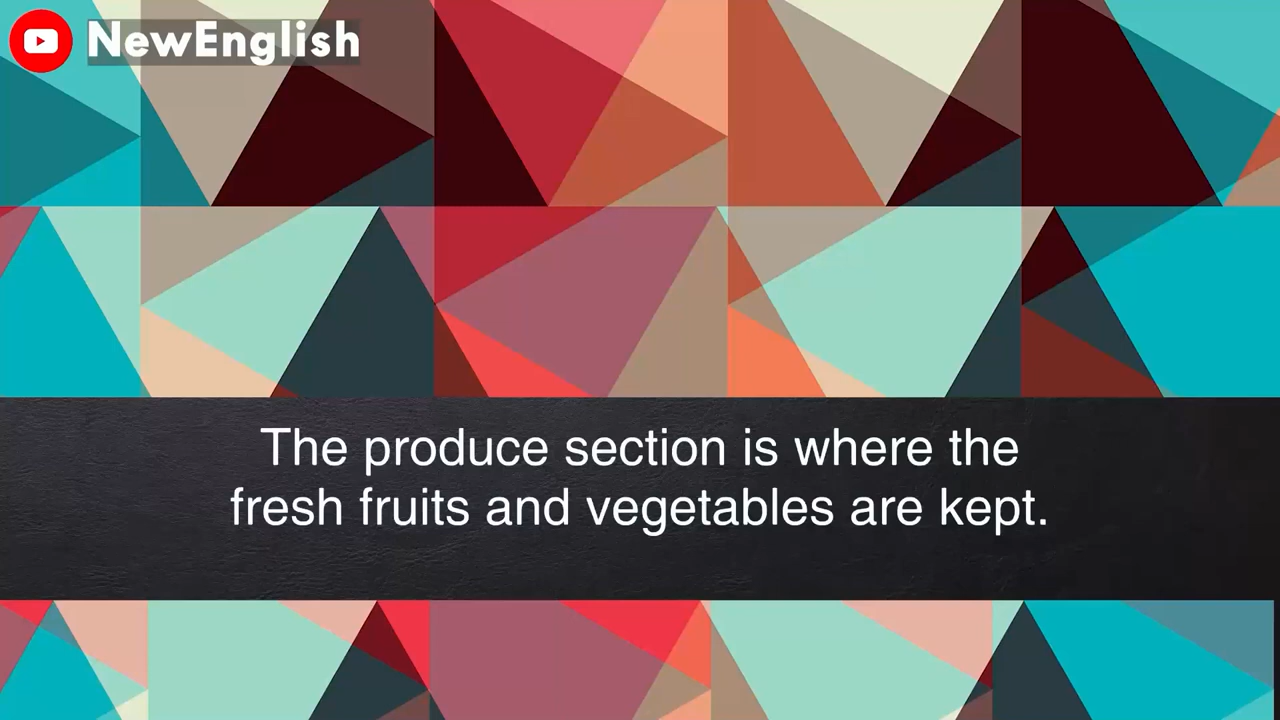 NewEnglish
The produce section is where the
fresh fruits and vegetables are kept.